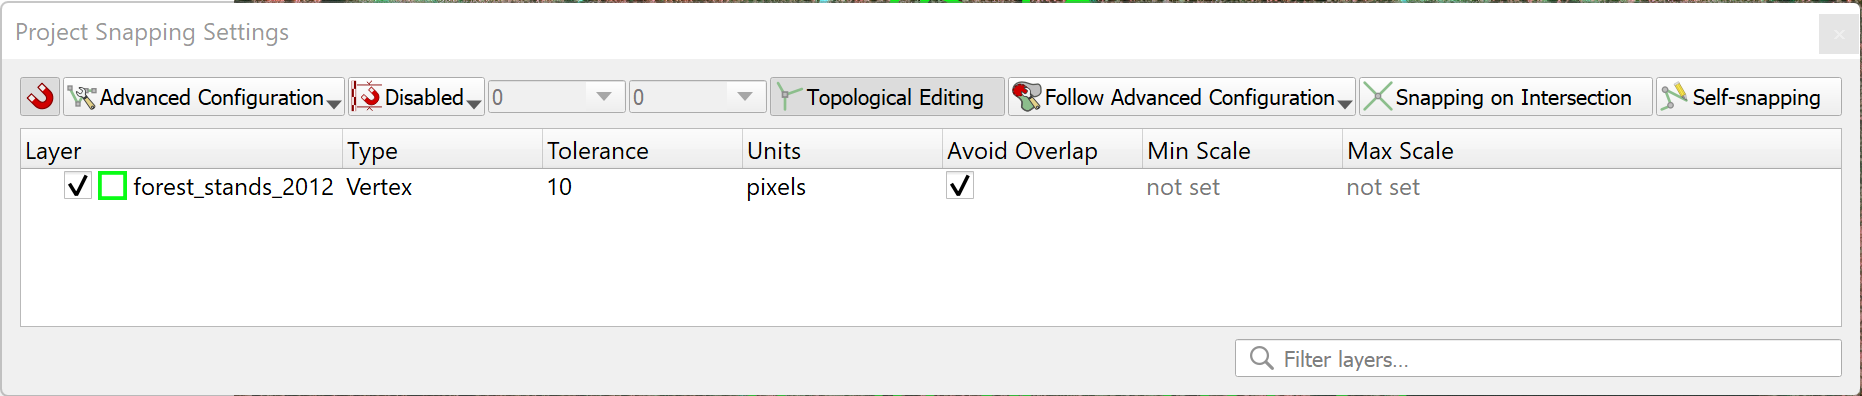 Project Snapping Settings
Advanced Configuration Disabled 0 0 Topological Editing Follow Advanced Configuration Snapping on Intersection Self-snapping
Layer Type Tolerance Units Avoid Overlap Min Scale Max Scale
forest_stands_2012 Vertex 10 pixels not set not set
Filter layers...